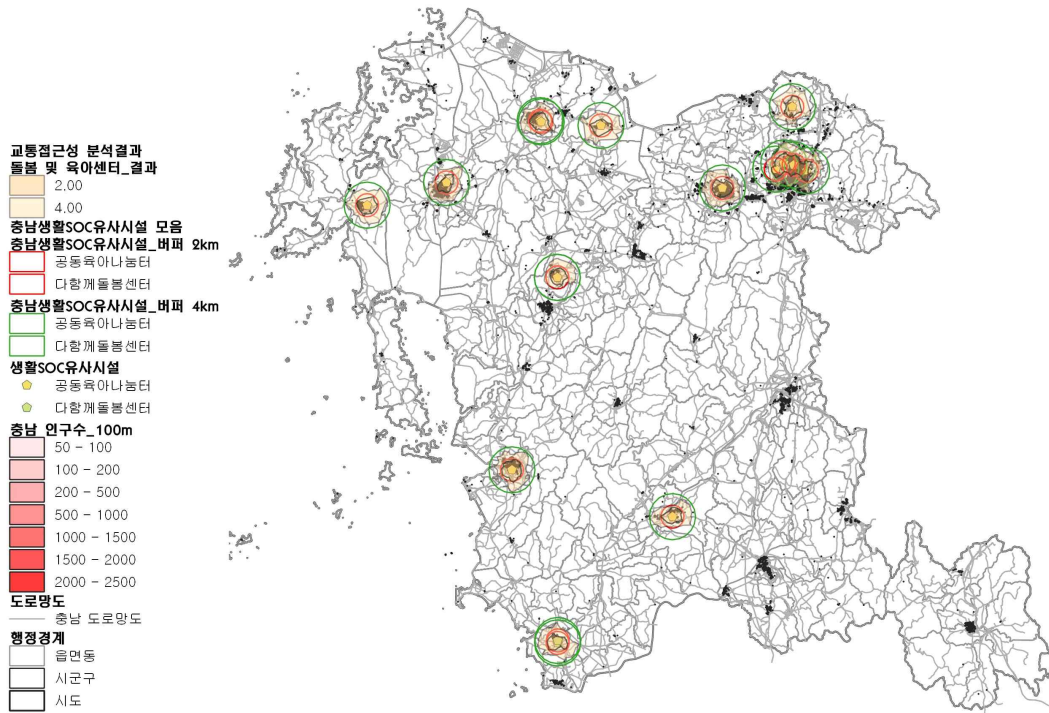 교통접근성 분석결과
돌봄 및 육아센터_결과
2.00
4.00
충남생활SOC유사시설 모음
충남생활SOC유사시설_버퍼 2km
공동육아나눔터
다함께돌봄센터
충남생활SOC유사시설_버퍼 4km
공동육아나눔터
다함께돌봄센터
생활SOC유사시설
공동육아나눔터
다함께돌봄센터
충남 인구수_100m
50 - 100
100 - 200
200 - 500
500 - 1000
1000 - 1500
1500 - 2000
2000 - 2500
도로망도
충남 도로망도
행정경계
읍면동
시군구
시도